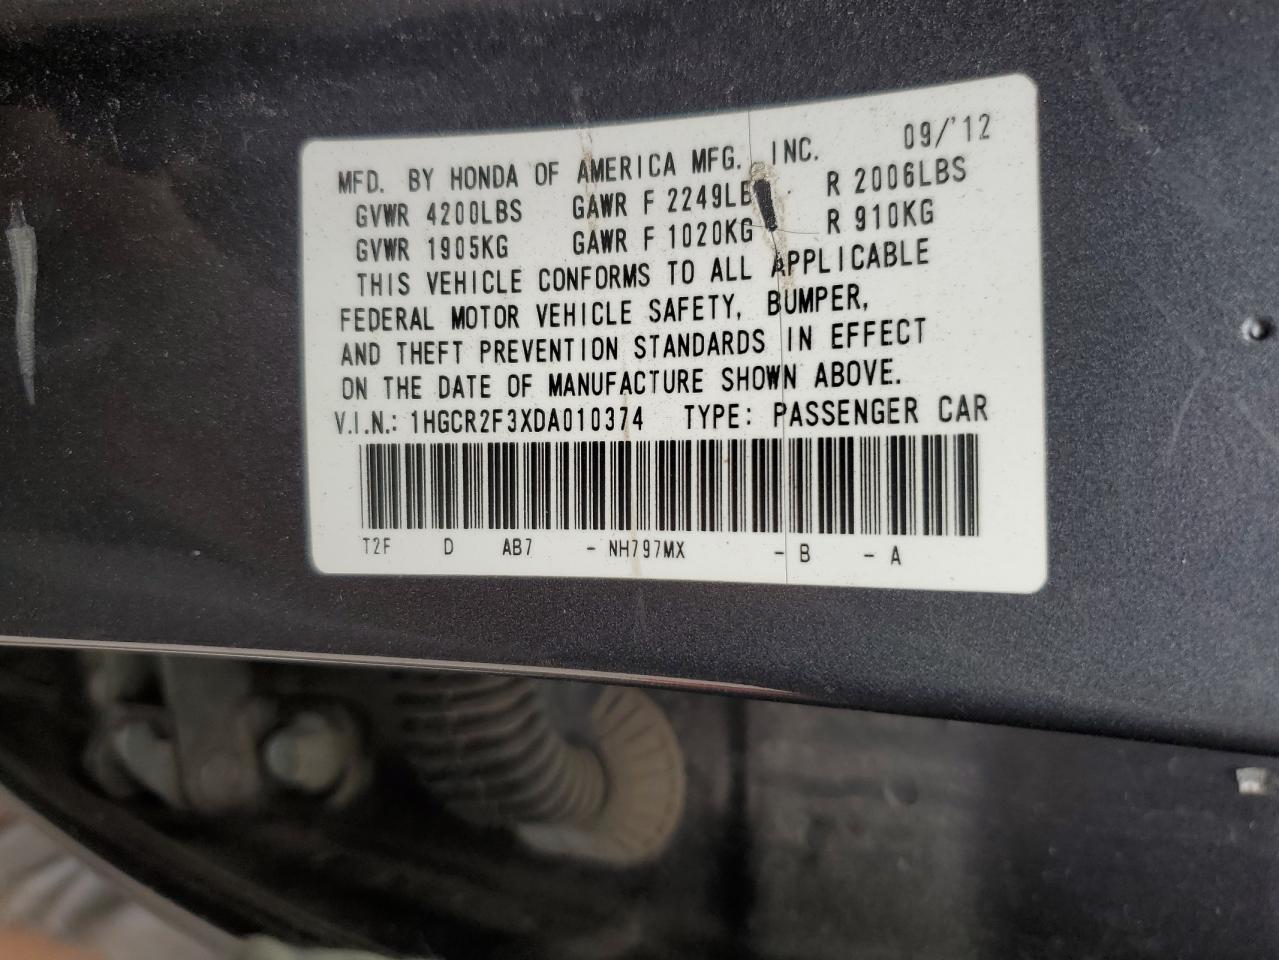 MFD. BY HONDA OF AMERICA MFG., INC. 09/'12
GVWR 4200LBS GAWR F 2249LB R 2006LBS
GVWR 1905KG GAWR F 1020KG R 910KG
THIS VEHICLE CONFORMS TO ALL APPLICABLE
FEDERAL MOTOR VEHICLE SAFETY, BUMPER,
AND THEFT PREVENTION STANDARDS IN EFFECT
ON THE DATE OF MANUFACTURE SHOWN ABOVE.
V.I.N.: 1HGCR2F3XDA010374 TYPE: PASSENGER CAR
T2F D AB7 - NH797MX - B - A